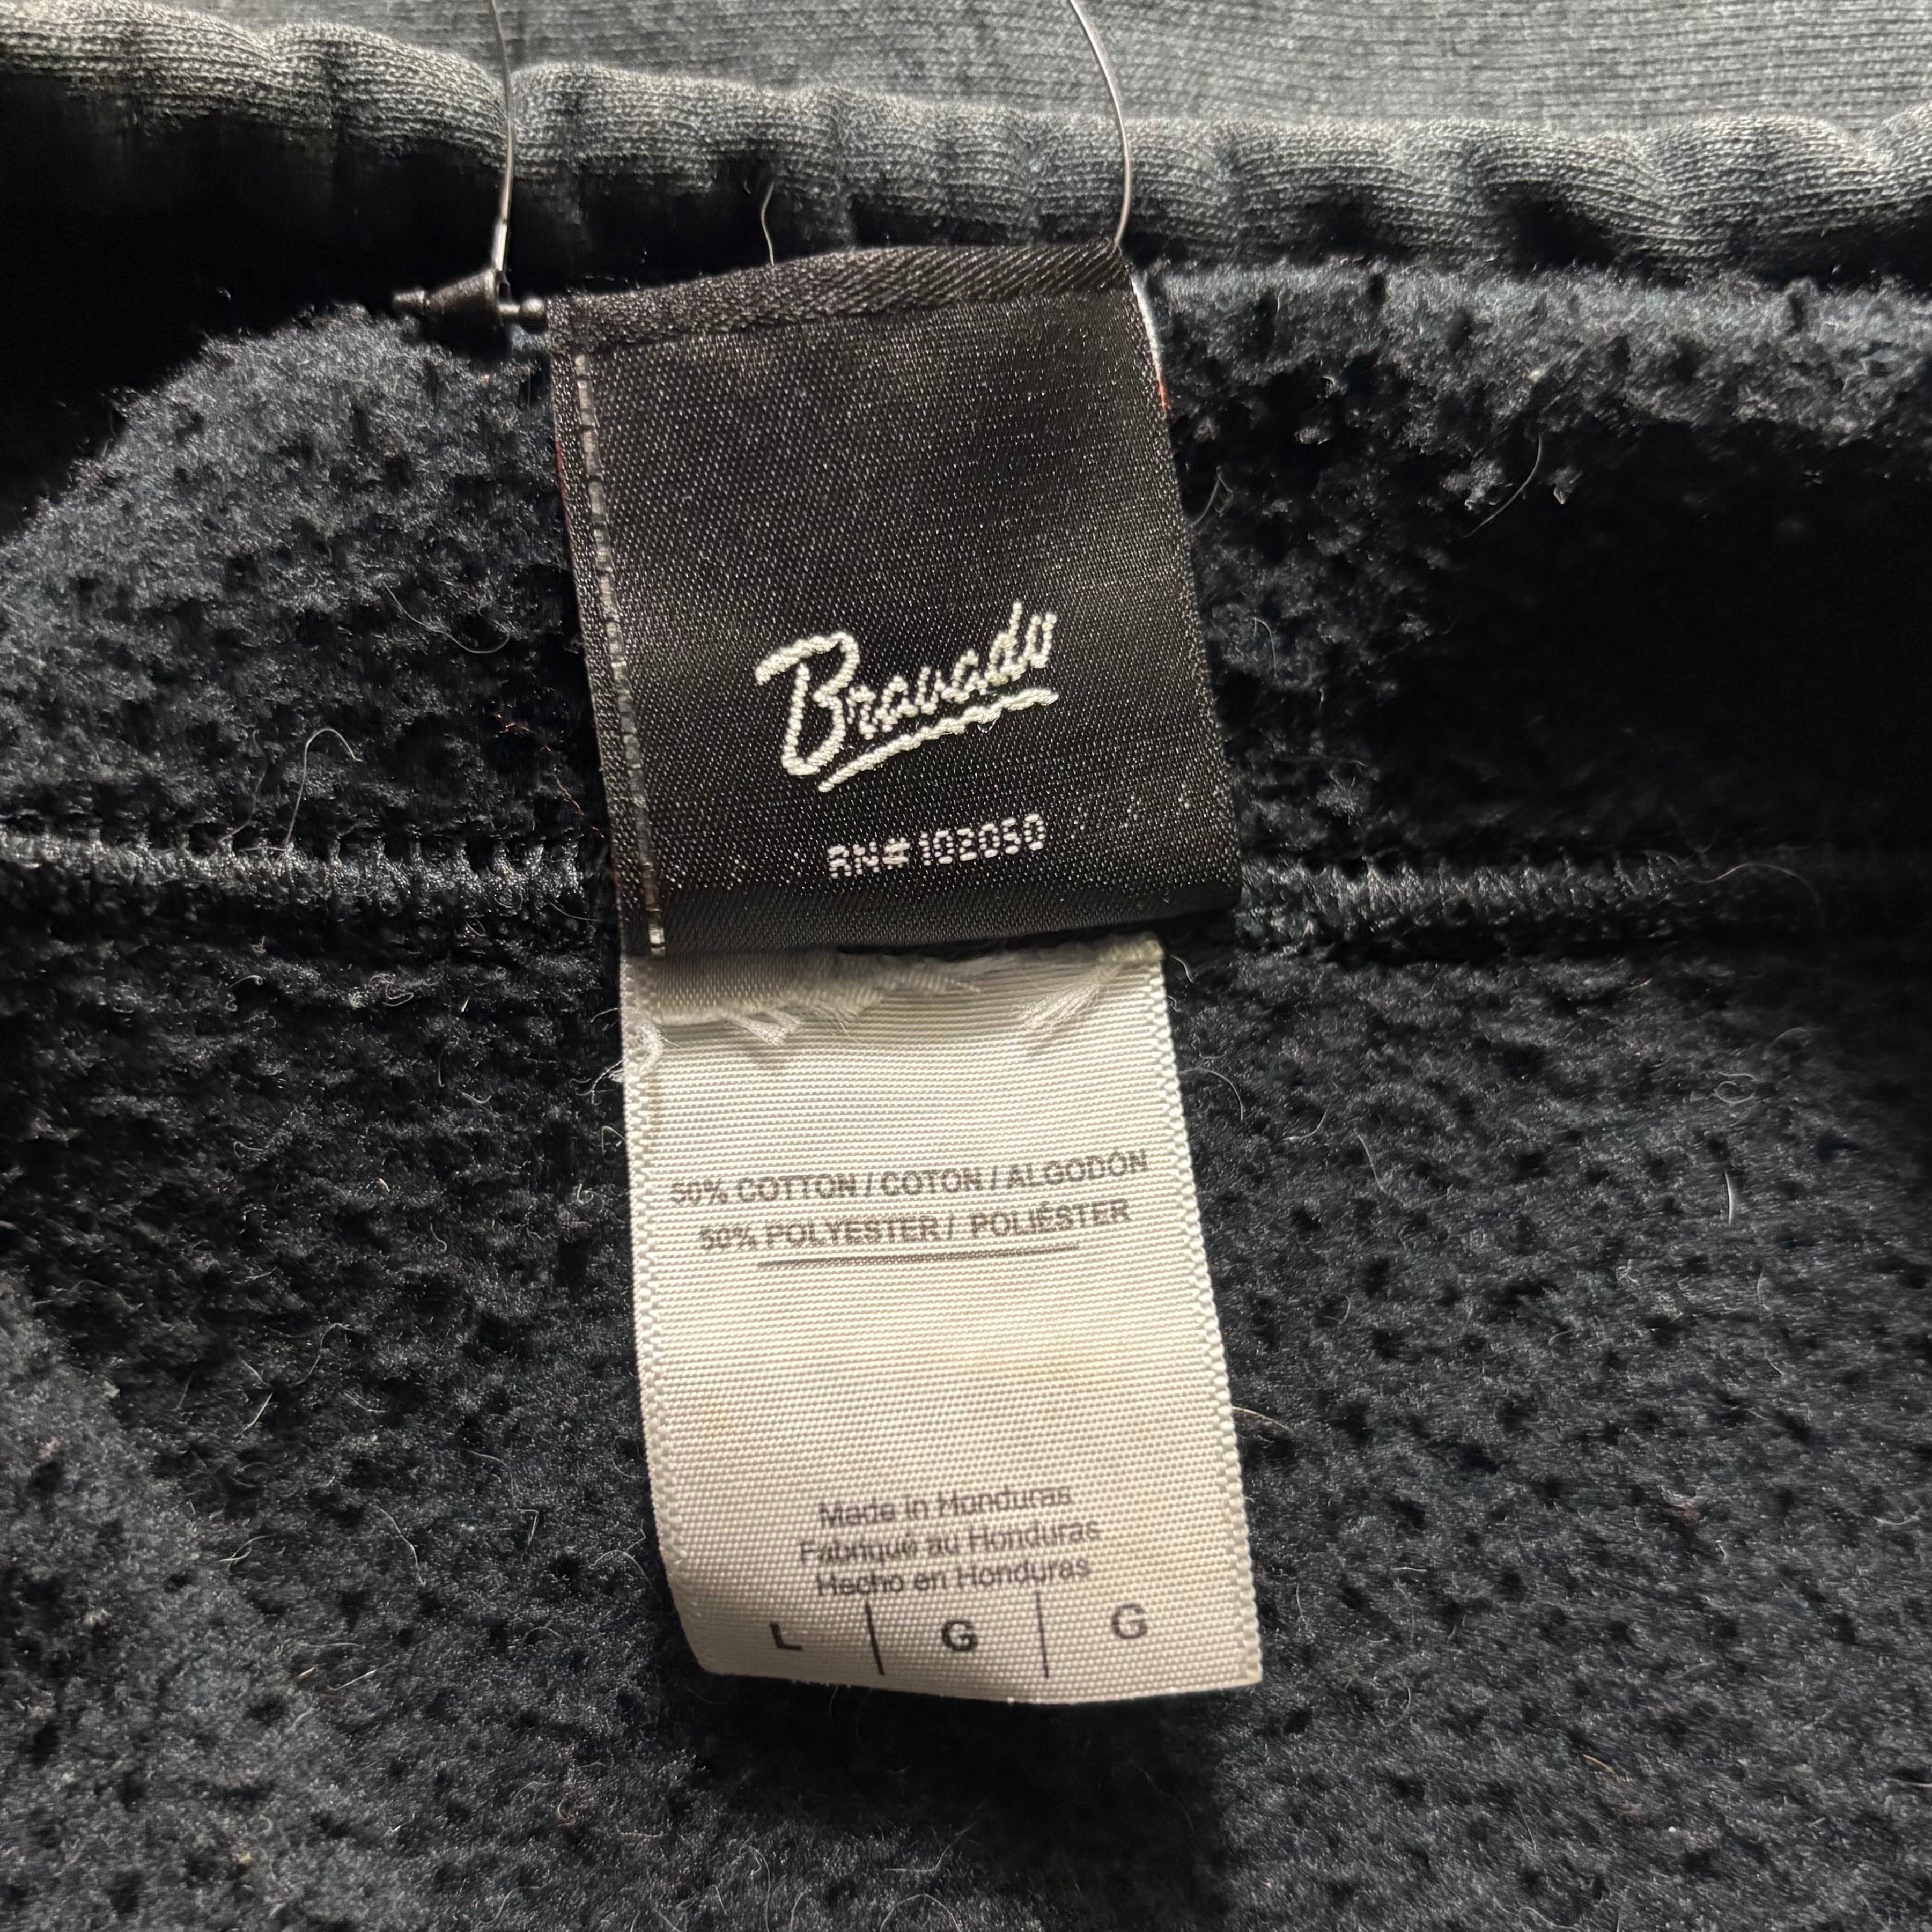 Bravado
RN# 102050
50% COTTON / COTON / ALGODÓN
50% POLYESTER / POLIÉSTER
Made in Honduras
Fabriqué au Honduras
Hecho en Honduras
L | G | G